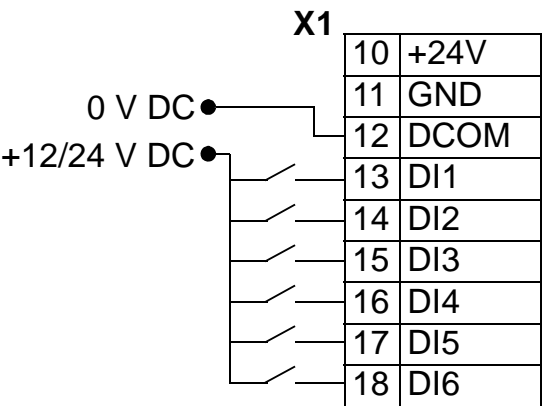 X1
10 +24V
11 GND
0 V DC
12 DCOM
+12/24 V DC
13 DI1
14 DI2
15 DI3
16 DI4
17 DI5
18 DI6